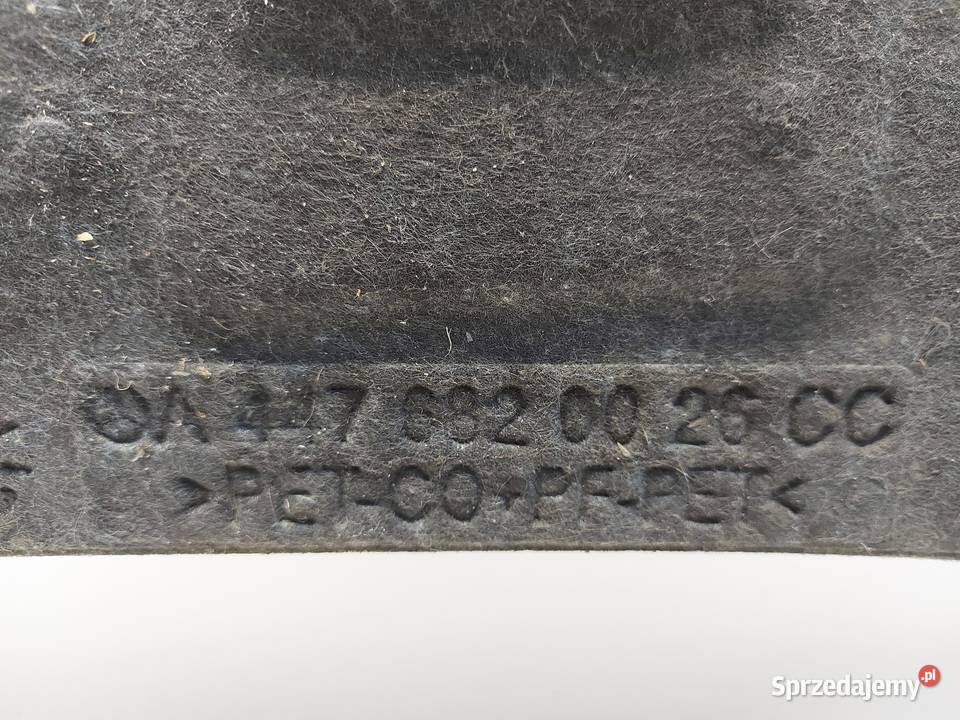 A 447 682 00 26 CC
>PET-CO+PF-PET<
Sprzedajemy.pl